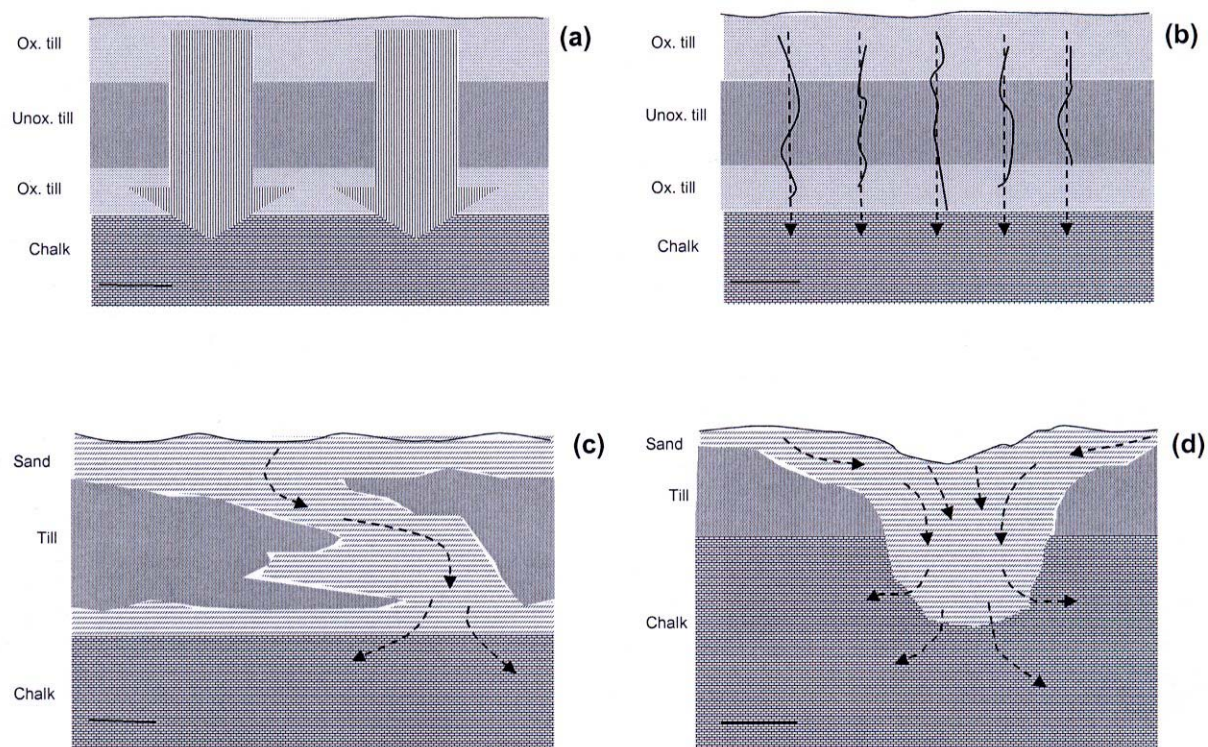 (a)
Ox. till
Unox. till
Ox. till
Chalk
(b)
Ox. till
Unox. till
Ox. till
Chalk
(c)
Sand
Till
Chalk
(d)
Sand
Till
Chalk